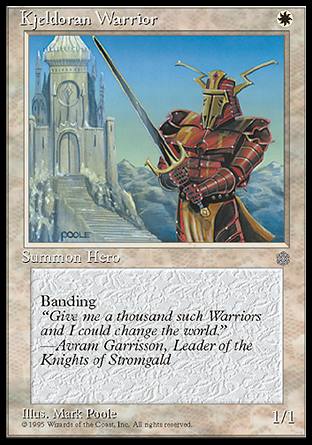 Kjeldoran Warrior
POOLE
Summon Hero
Banding
“Give me a thousand such Warriors
and I could change the world.”
—Avram Garrisson, Leader of the
Knights of Stromgald
Illus. Mark Poole
1/1
©1995 Wizards of the Coast, Inc. All rights reserved.